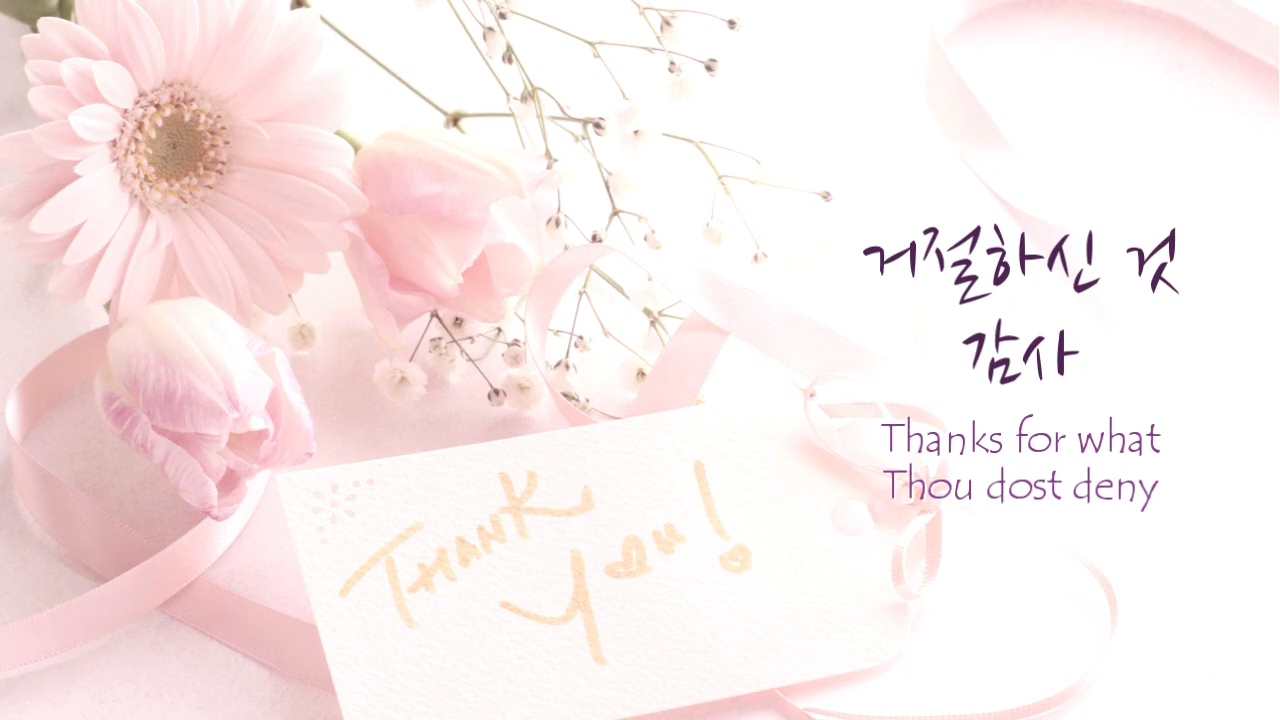 거절하신 것
감사
Thanks for what
Thou dost deny
THANK
You!